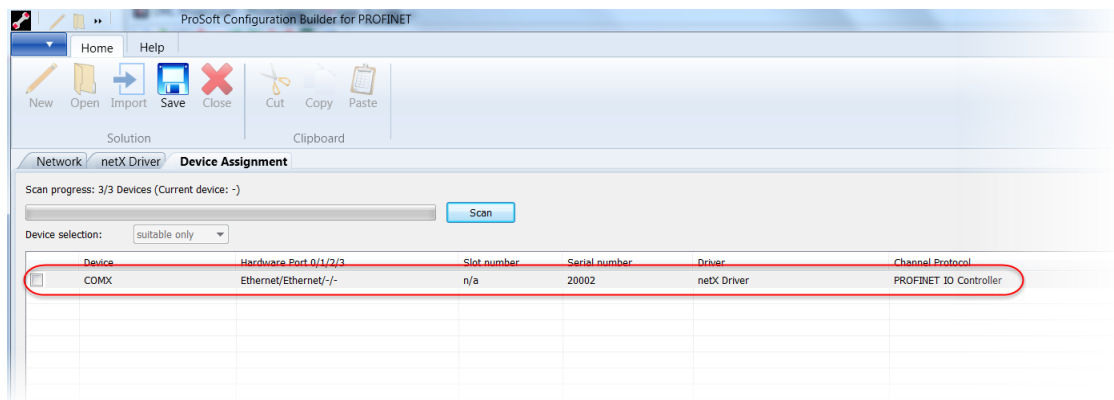 ProSoft Configuration Builder for PROFINET
Home Help
New Open Import Save Close Cut Copy Paste
Solution Clipboard
Network netX Driver Device Assignment
Scan progress: 3/3 Devices (Current device: -)
Scan
Device selection: suitable only
Device Hardware Port 0/1/2/3 Slot number Serial number Driver Channel Protocol
COMX Ethernet/Ethernet/-/- n/a 20002 netX Driver PROFINET IO Controller